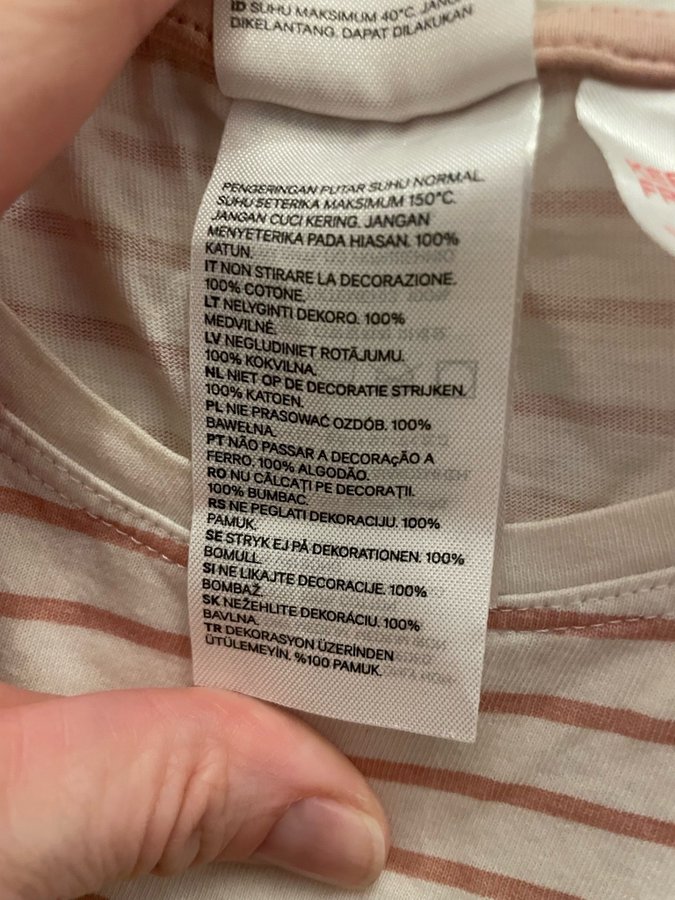 ID SUHU MAKSIMUM 40°C. JANGAN
DIKELANTANG. DAPAT DILAKUKAN
PENGERINGAN PUTAR SUHU NORMAL.
SUHU SETERIKA MAKSIMUM 150°C.
JANGAN CUCI KERING. JANGAN
MENYETERIKA PADA HIASAN. 100%
KATUN.
IT NON STIRARE LA DECORAZIONE.
100% COTONE.
LT NELYGINTI DEKORO. 100%
MEDVILNĖ.
LV NEGLUDINIET ROTĀJUMU.
100% KOKVILNA.
NL NIET OP DE DECORATIE STRIJKEN.
100% KATOEN.
PL NIE PRASOWAĆ OZDÓB. 100%
BAWEŁNA.
PT NÃO PASSAR A DECORAçÃO A
FERRO. 100% ALGODÃO.
RO NU CĂLCAȚI PE DECORAȚII.
100% BUMBAC.
RS NE PEGLATI DEKORACIJU. 100%
PAMUK.
SE STRYK EJ PÅ DEKORATIONEN. 100%
BOMULL.
SI NE LIKAJTE DECORACIJE. 100%
BOMBAŽ.
SK NEŽEHLITE DEKORÁCIU. 100%
BAVLNA.
TR DEKORASYON ÜZERİNDEN
ÜTÜLEMEYİN. %100 PAMUK.